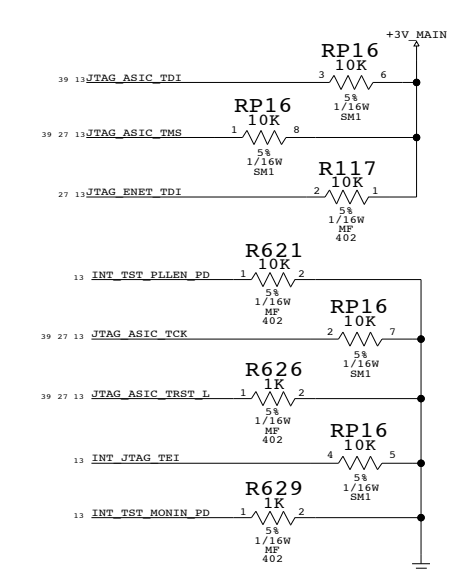 +3V_MAIN
RP16
10K
39 13 JTAG_ASIC_TDI 3 6
5%
1/16W
SM1
RP16
10K
39 27 13 JTAG_ASIC_TMS 1 8
5%
1/16W
SM1
R117
10K
27 13 JTAG_ENET_TDI 2 1
5%
1/16W
MF
402
R621
10K
13 INT_TST_PLLEN_PD 1 2
5%
1/16W
MF
402
RP16
10K
39 27 13 JTAG_ASIC_TCK 2 7
5%
1/16W
SM1
R626
1K
39 27 13 JTAG_ASIC_TRST_L 1 2
5%
1/16W
MF
402
RP16
10K
13 INT_JTAG_TEI 4 5
5%
1/16W
SM1
R629
1K
13 INT_TST_MONIN_PD 1 2
5%
1/16W
MF
402